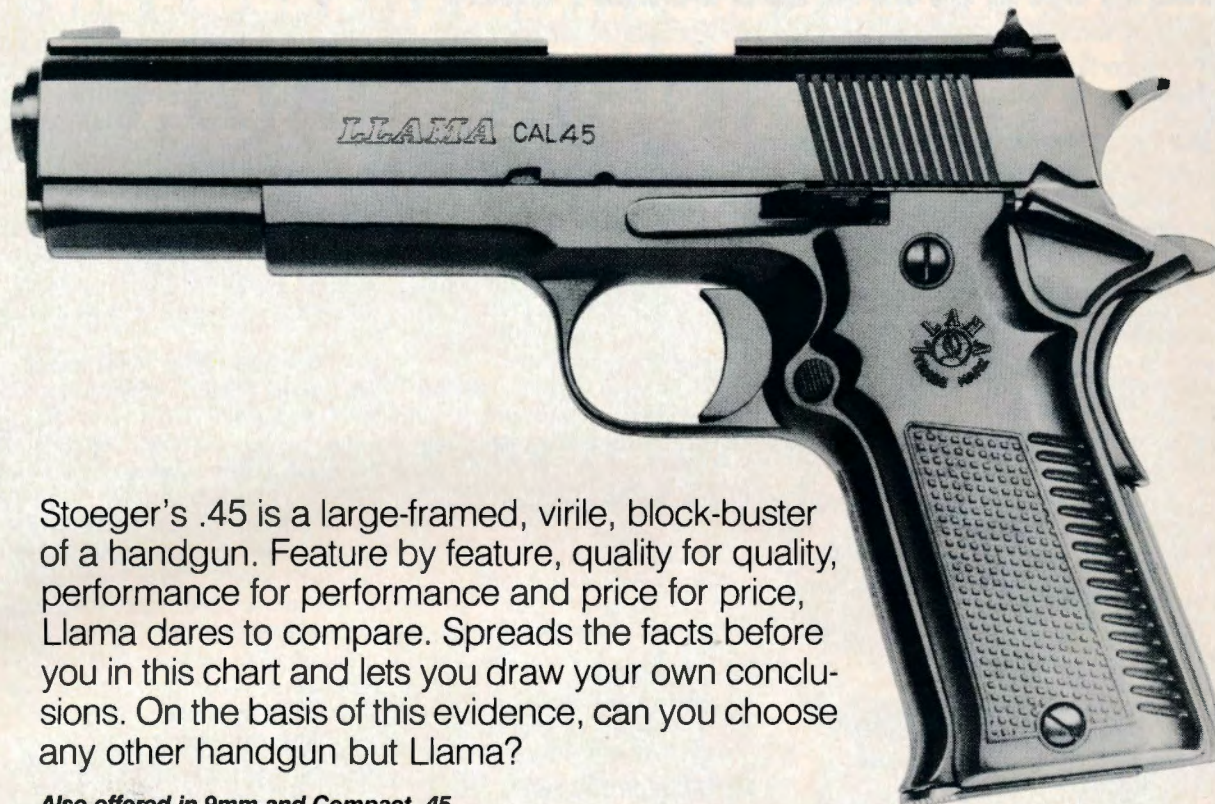 LLAMA CAL.45
LLAMA
Stoeger's .45 is a large-framed, virile, block-buster
of a handgun. Feature by feature, quality for quality,
performance for performance and price for price,
Llama dares to compare. Spreads the facts before
you in this chart and lets you draw your own conclu-
sions. On the basis of this evidence, can you choose
any other handgun but Llama?
Also offered in 9mm and Compact .45